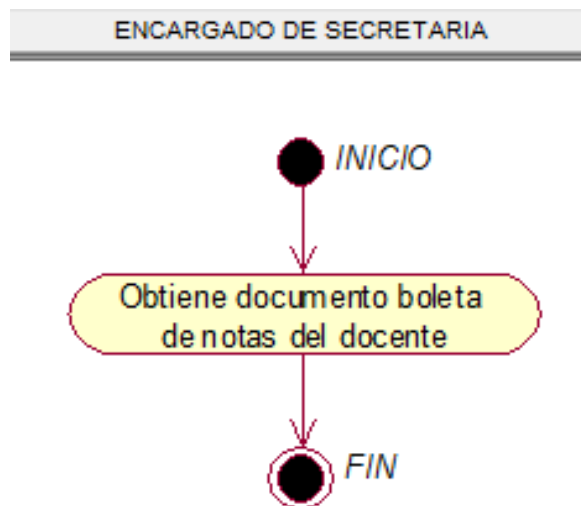 ENCARGADO DE SECRETARIA
INICIO
Obtiene documento boleta
de notas del docente
FIN